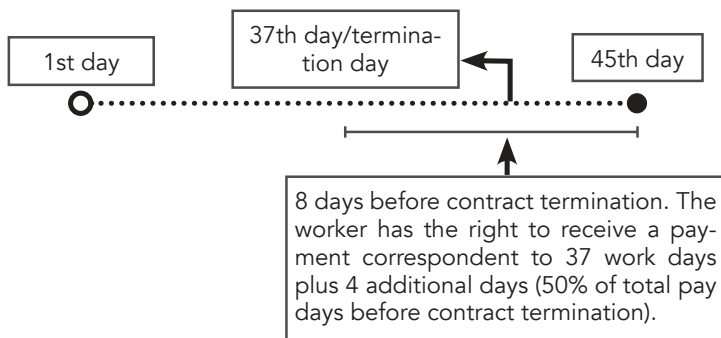 37th day/termina-
tion day
1st day
45th day
8 days before contract termination. The
worker has the right to receive a pay-
ment correspondent to 37 work days
plus 4 additional days (50% of total pay
days before contract termination).